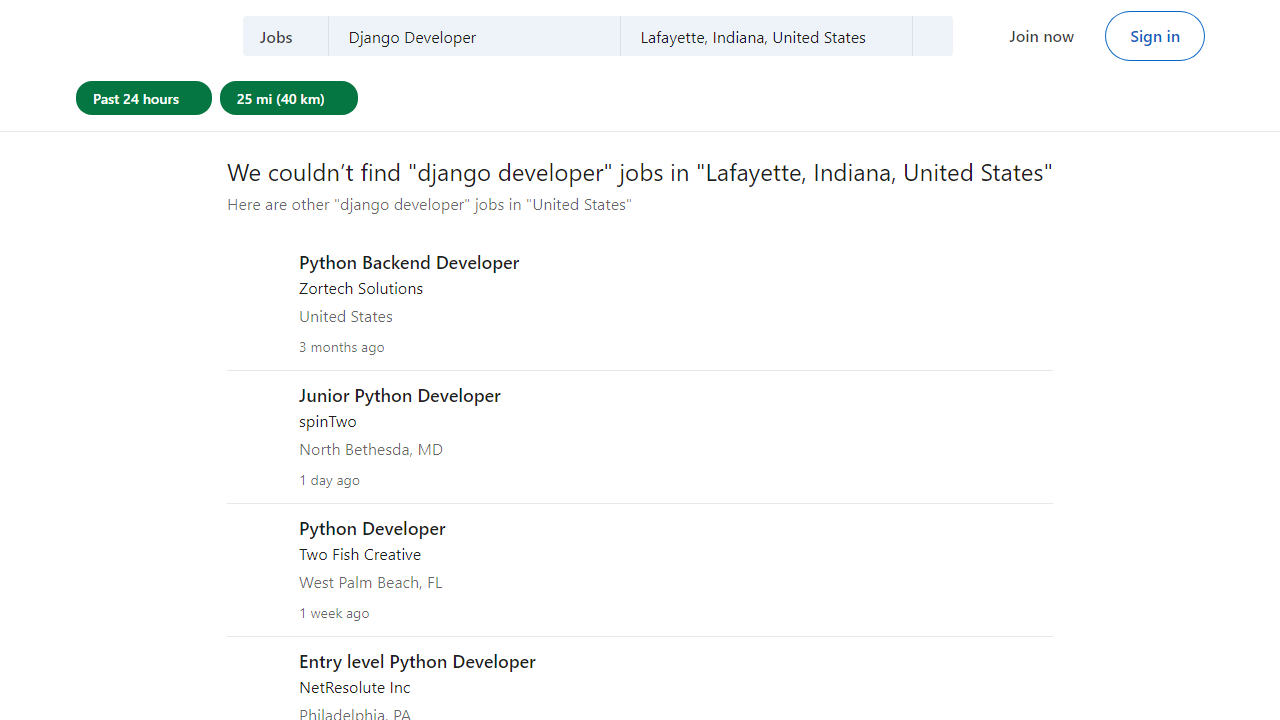 Jobs
Django Developer
Lafayette, Indiana, United States
Join now
Sign in
Past 24 hours
25 mi (40 km)
We couldn’t find "django developer" jobs in "Lafayette, Indiana, United States"
Here are other "django developer" jobs in "United States"
Python Backend Developer
Zortech Solutions
United States
3 months ago
Junior Python Developer
spinTwo
North Bethesda, MD
1 day ago
Python Developer
Two Fish Creative
West Palm Beach, FL
1 week ago
Entry level Python Developer
NetResolute Inc
Philadelphia, PA